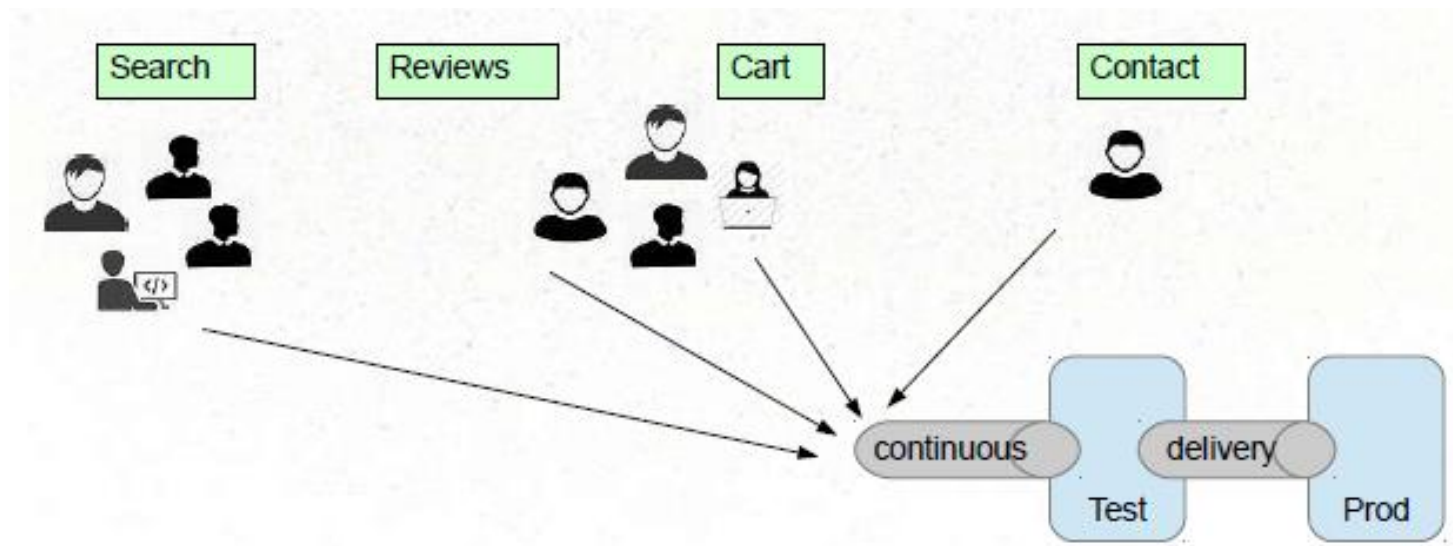 Search
Reviews
Cart
Contact
</>
continuous
delivery
Test
Prod